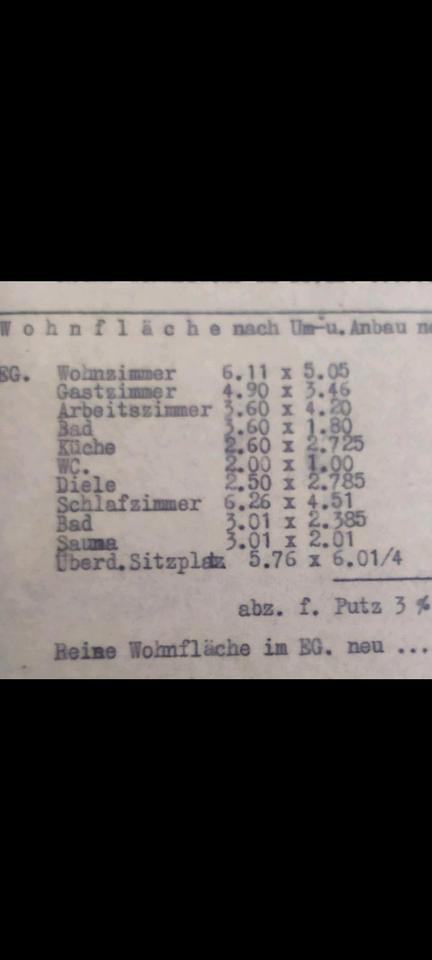 W o h n f l ä c h e nach Um-u. Anbau ne
EG. Wohnzimmer 6.11 x 5.05
Gastzimmer 4.90 x 3.46
Arbeitszimmer 3.60 x 4.20
Bad 3.60 x 1.80
Küche 2.60 x 2.725
WC. 2.00 x 1.00
Diele 2.50 x 2.785
Schlafzimmer 6.26 x 4.51
Bad 3.01 x 2.385
Sauna 3.01 x 2.01
Überd.Sitzplatz 5.76 x 6.01/4
abz. f. Putz 3 %
Reine Wohnfläche im EG. neu ...